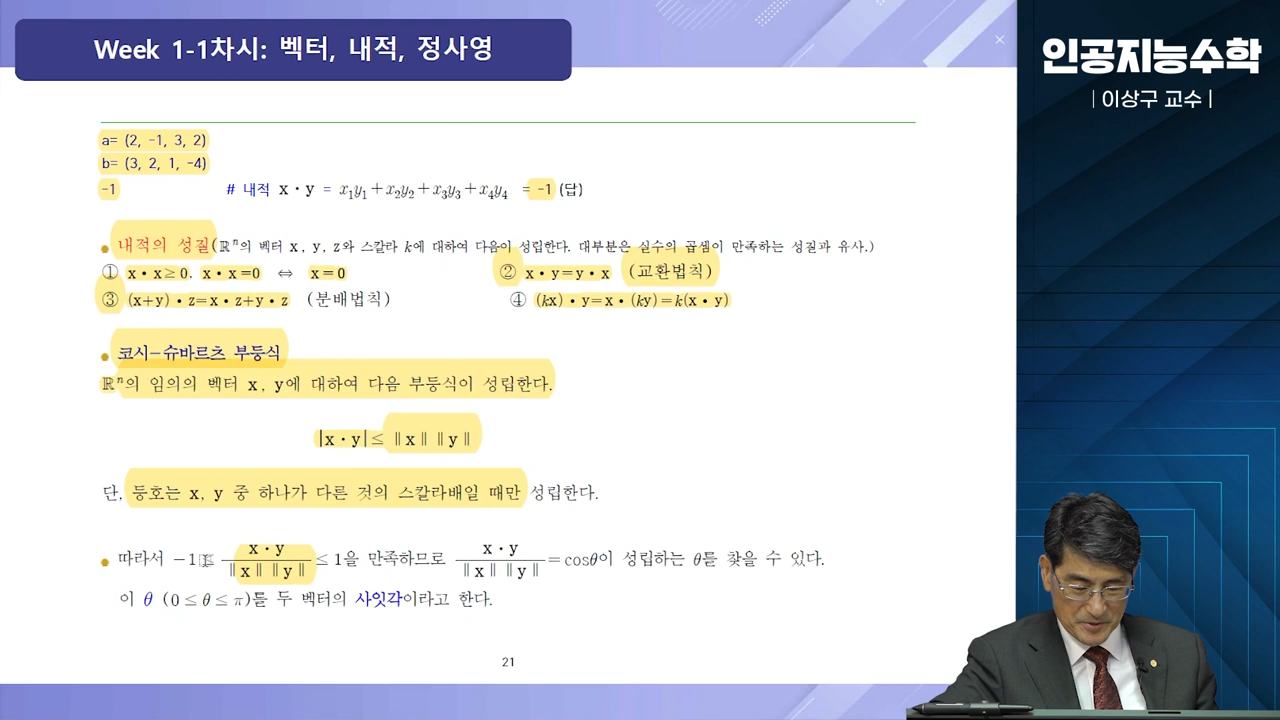 Week 1-1차시: 벡터, 내적, 정사영
인공지능수학
| 이상구 교수 |
a= (2, -1, 3, 2)
b= (3, 2, 1, -4)
-1 # 내적 x・y = x₁y₁+x₂y₂+x₃y₃+x₄y₄ = -1 (답)
내적의 성질(ℝⁿ의 벡터 x, y, z와 스칼라 k에 대하여 다음이 성립한다. 대부분은 실수의 곱셈이 만족하는 성질과 유사.)
① x・x≥0, x・x=0 ⇔ x=0 ② x・y=y・x (교환법칙)
③ (x+y)・z=x・z+y・z (분배법칙) ④ (kx)・y=x・(ky)=k(x・y)
코시-슈바르츠 부등식
ℝⁿ의 임의의 벡터 x, y에 대하여 다음 부등식이 성립한다.
|x・y|≤∥x∥∥y∥
단, 등호는 x, y 중 하나가 다른 것의 스칼라배일 때만 성립한다.
따라서 -1≤ x・y / ∥x∥∥y∥ ≤1을 만족하므로 x・y / ∥x∥∥y∥ =cosθ이 성립하는 θ를 찾을 수 있다.
이 θ (0≤θ≤π)를 두 벡터의 사잇각이라고 한다.
21